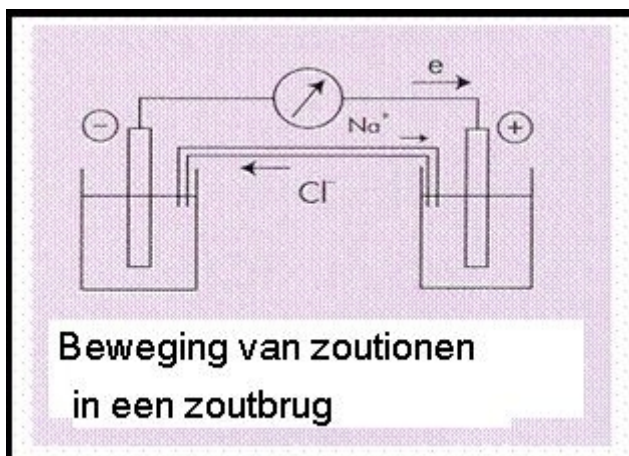 e
−
Na⁺
+
Cl⁻
Beweging van zoutionen
in een zoutbrug